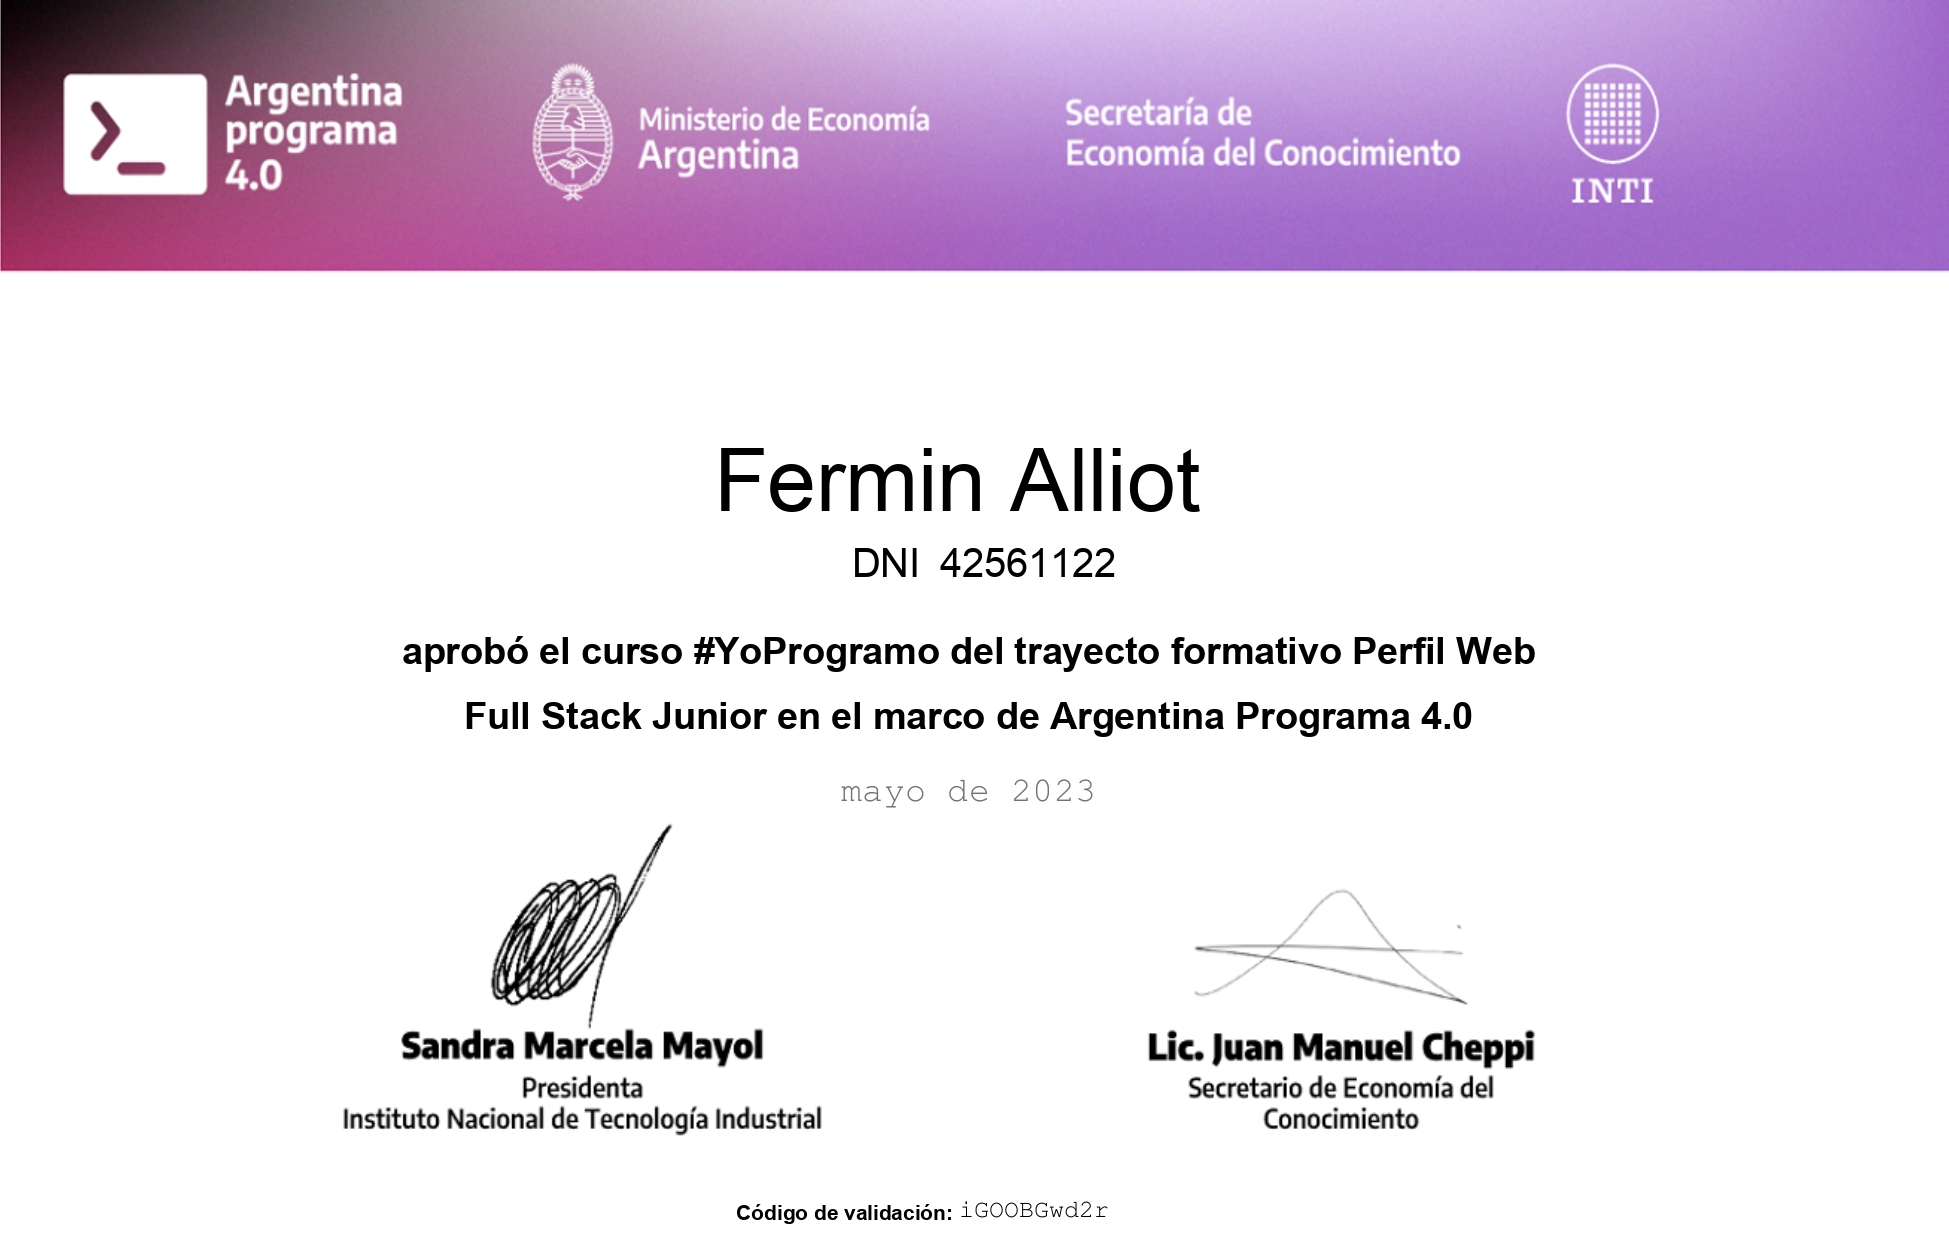 Argentina
programa
4.0
Ministerio de Economía
Argentina
Secretaría de
Economía del Conocimiento
INTI
Fermin Alliot
DNI 42561122
aprobó el curso #YoProgramo del trayecto formativo Perfil Web
Full Stack Junior en el marco de Argentina Programa 4.0
mayo de 2023
Sandra Marcela Mayol
Presidenta
Instituto Nacional de Tecnología Industrial
Lic. Juan Manuel Cheppi
Secretario de Economía del
Conocimiento
Código de validación: iGOOBGwd2r